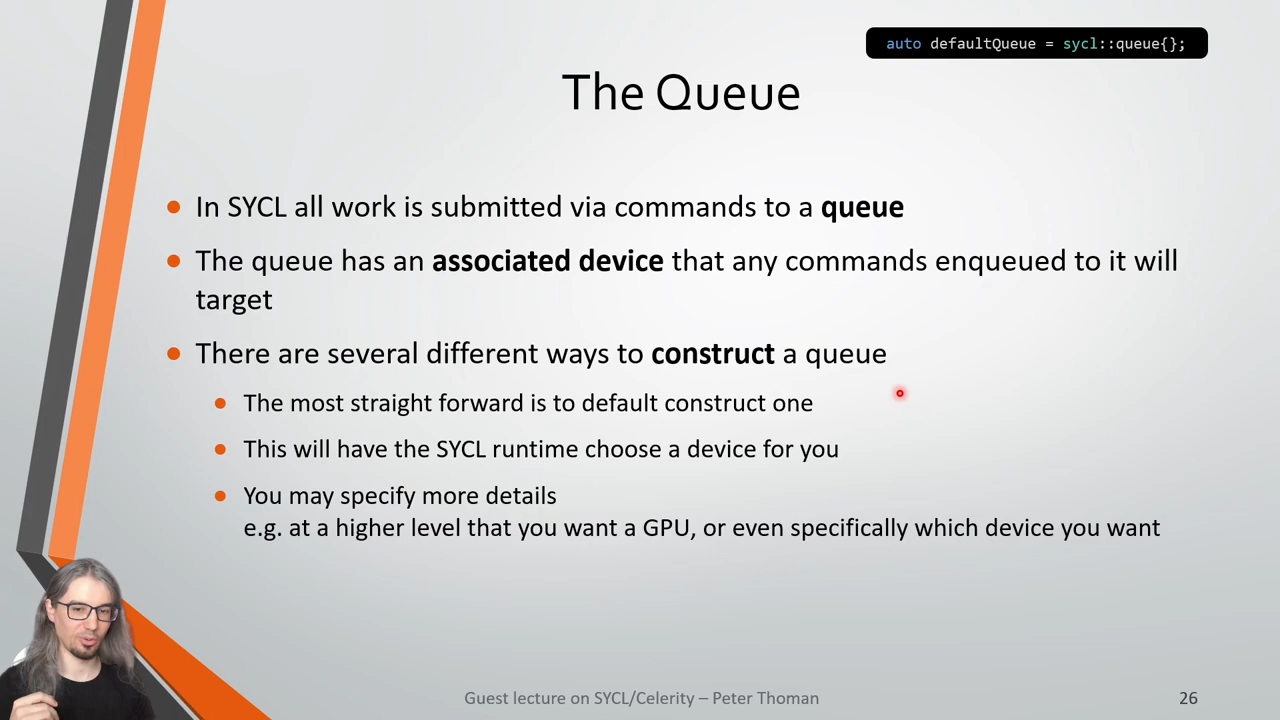 auto defaultQueue = sycl::queue{};
The Queue
In SYCL all work is submitted via commands to a queue
The queue has an associated device that any commands enqueued to it will
target
There are several different ways to construct a queue
The most straight forward is to default construct one
This will have the SYCL runtime choose a device for you
You may specify more details
e.g. at a higher level that you want a GPU, or even specifically which device you want
Guest lecture on SYCL/Celerity – Peter Thoman
26